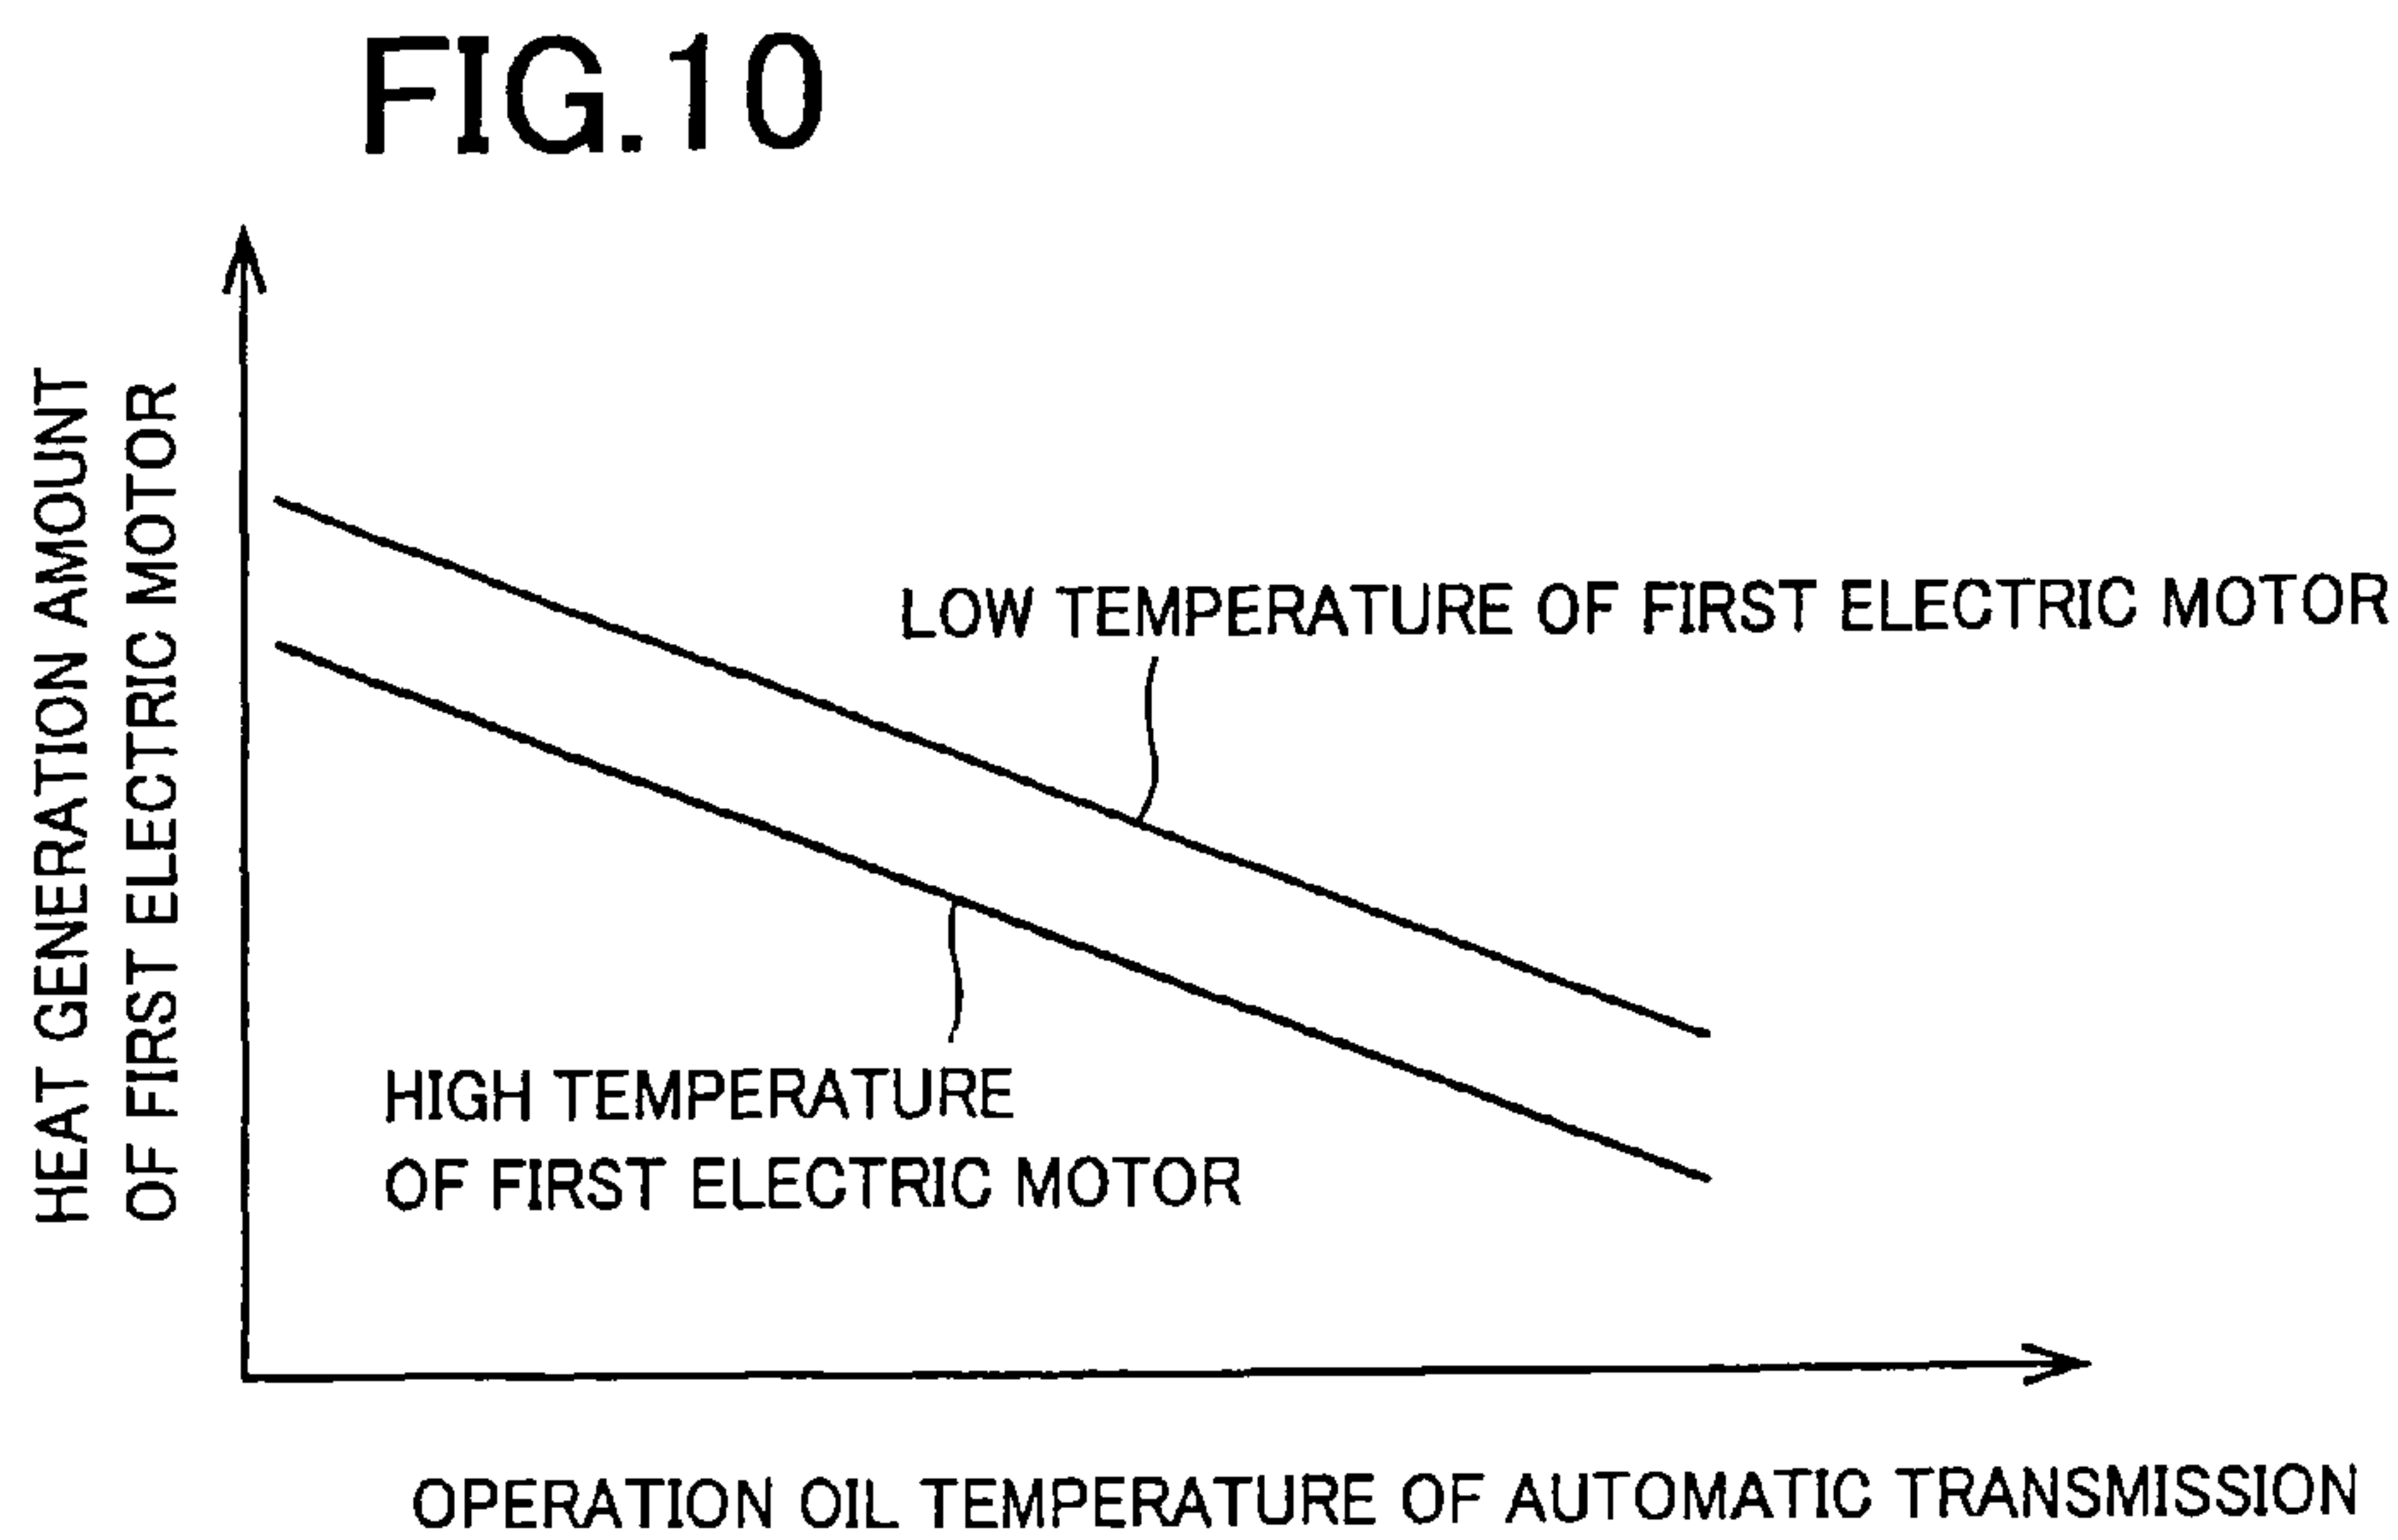 FIG.10
HEAT GENERATION AMOUNT
OF FIRST ELECTRIC MOTOR
LOW TEMPERATURE OF FIRST ELECTRIC MOTOR
HIGH TEMPERATURE
OF FIRST ELECTRIC MOTOR
OPERATION OIL TEMPERATURE OF AUTOMATIC TRANSMISSION